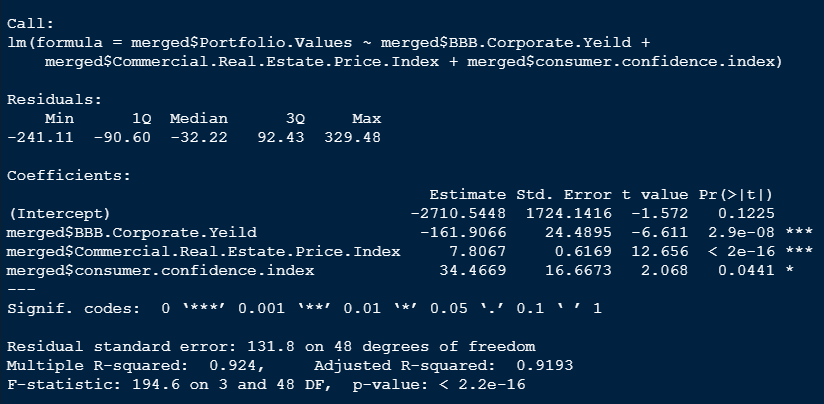 Call:
lm(formula = merged$Portfolio.Values ~ merged$BBB.Corporate.Yeild +
    merged$Commercial.Real.Estate.Price.Index + merged$consumer.confidence.index)
Residuals:
    Min      1Q  Median      3Q     Max
-241.11  -90.60  -32.22   92.43  329.48
Coefficients:
                                            Estimate Std. Error t value Pr(>|t|)
(Intercept)                               -2710.5448  1724.1416  -1.572   0.1225
merged$BBB.Corporate.Yeild                 -161.9066    24.4895  -6.611  2.9e-08 ***
merged$Commercial.Real.Estate.Price.Index     7.8067     0.6169  12.656  < 2e-16 ***
merged$consumer.confidence.index             34.4669    16.6673   2.068   0.0441 *
---
Signif. codes:  0 ‘***’ 0.001 ‘**’ 0.01 ‘*’ 0.05 ‘.’ 0.1 ‘ ’ 1
Residual standard error: 131.8 on 48 degrees of freedom
Multiple R-squared:  0.924,     Adjusted R-squared:  0.9193
F-statistic: 194.6 on 3 and 48 DF,  p-value: < 2.2e-16